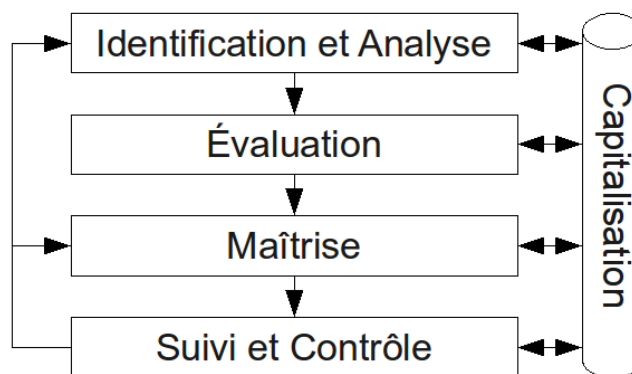 Identification et Analyse
Évaluation
Maîtrise
Suivi et Contrôle
Capitalisation